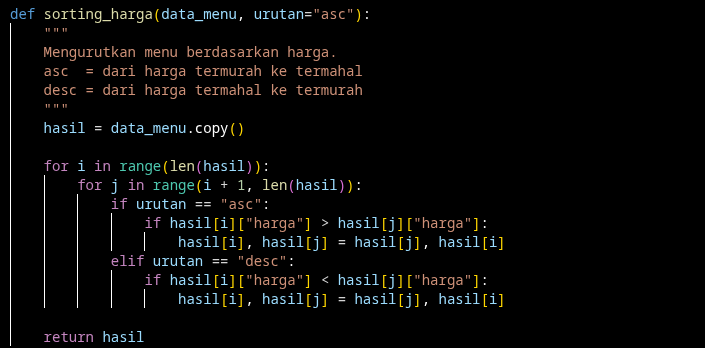 def sorting_harga(data_menu, urutan="asc"):
    """
    Mengurutkan menu berdasarkan harga.
    asc  = dari harga termurah ke termahal
    desc = dari harga termahal ke termurah
    """
    hasil = data_menu.copy()

    for i in range(len(hasil)):
        for j in range(i + 1, len(hasil)):
            if urutan == "asc":
                if hasil[i]["harga"] > hasil[j]["harga"]:
                    hasil[i], hasil[j] = hasil[j], hasil[i]
            elif urutan == "desc":
                if hasil[i]["harga"] < hasil[j]["harga"]:
                    hasil[i], hasil[j] = hasil[j], hasil[i]

    return hasil